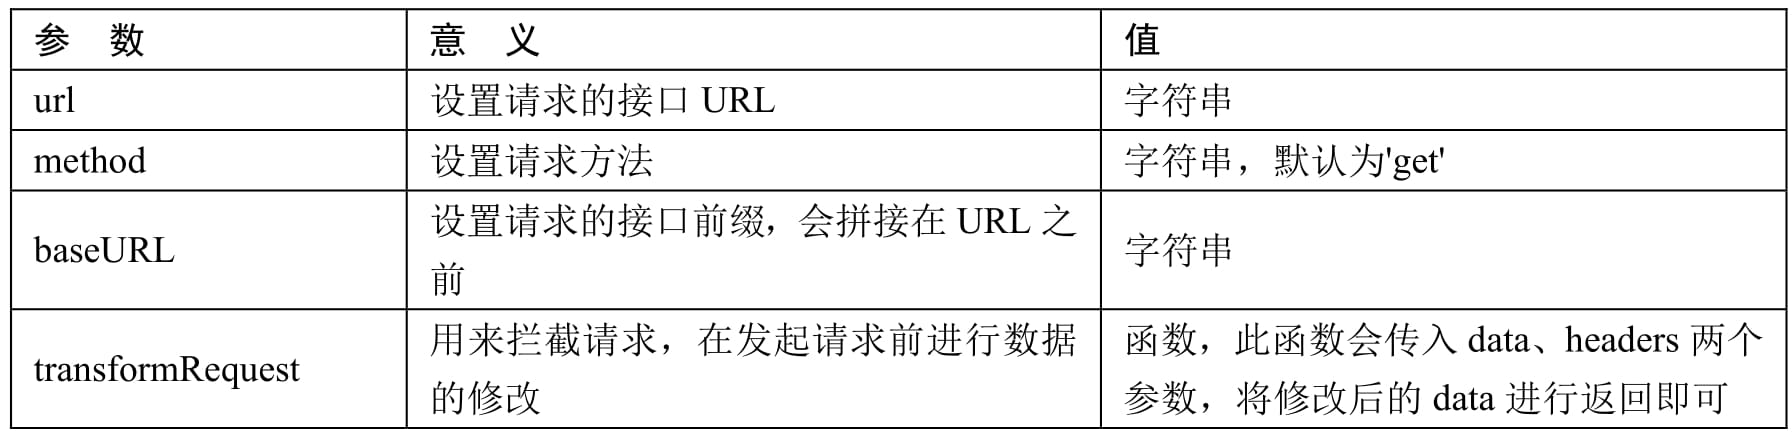 参 数 意 义 值
url 设置请求的接口 URL 字符串
method 设置请求方法 字符串，默认为'get'
baseURL 设置请求的接口前缀，会拼接在 URL 之
前 字符串
transformRequest 用来拦截请求，在发起请求前进行数据
的修改 函数，此函数会传入 data、headers 两个
参数，将修改后的 data 进行返回即可